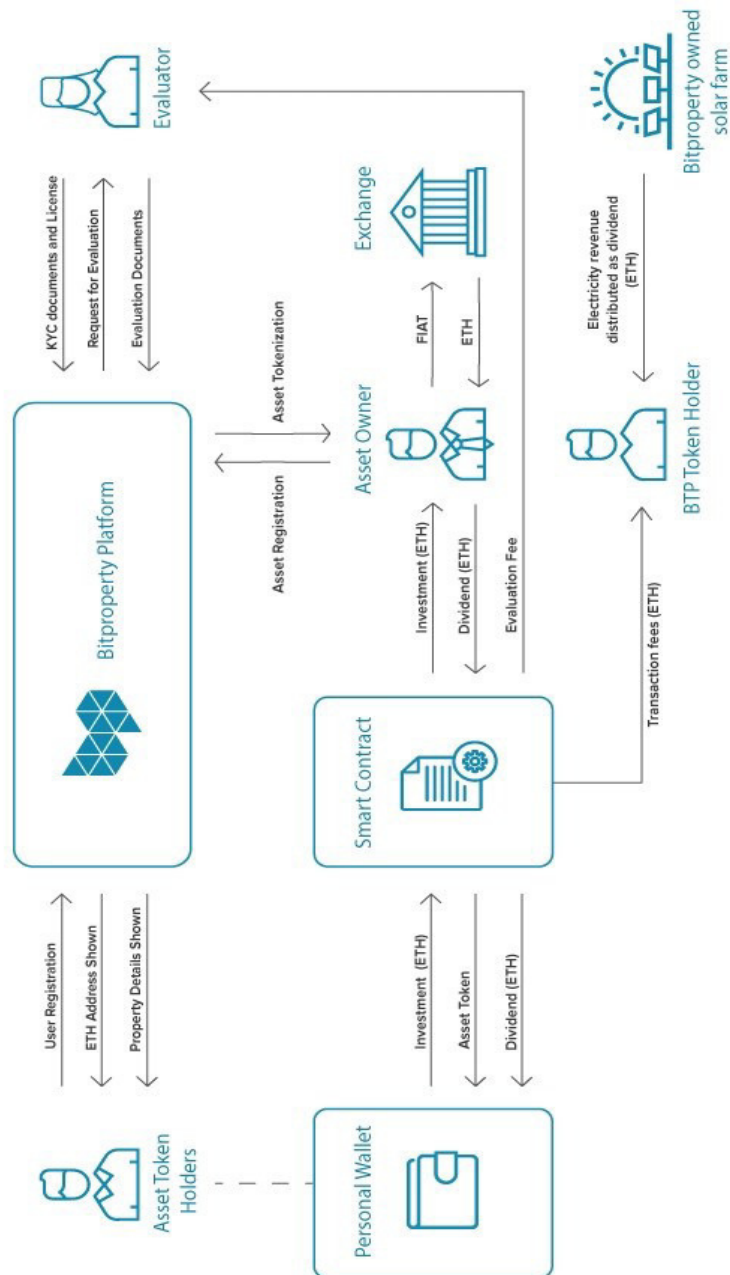 User Registration
ETH Address Shown
Property Details Shown
Asset Token
Holders
Bitproperty Platform
KYC documents and License
Request for Evaluation
Evaluation Documents
Evaluator
Asset Registration
Asset Tokenization
Personal Wallet
Investment (ETH)
Asset Token
Dividend (ETH)
Smart Contract
Investment (ETH)
Dividend (ETH)
Evaluation Fee
Asset Owner
FIAT
ETH
Exchange
Transaction fees (ETH)
BTP Token Holder
Electricity revenue
distributed as dividend
(ETH)
Bitproperty owned
solar farm